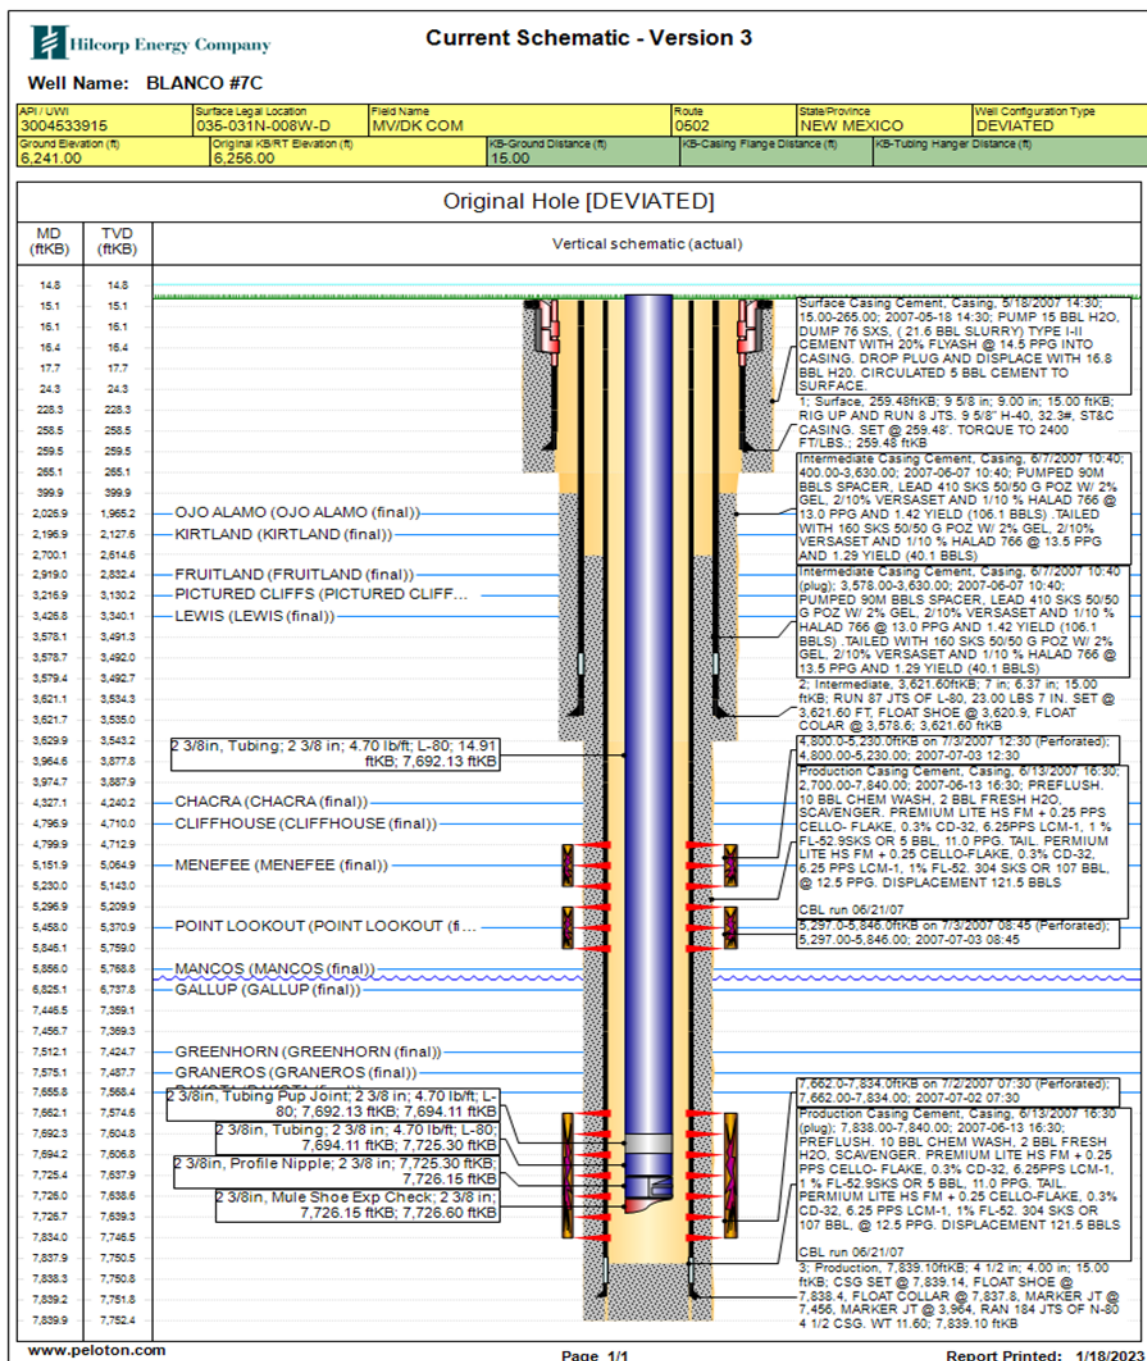 Hilcorp Energy Company
Current Schematic - Version 3
Well Name: BLANCO #7C
API / UWI
3004533915
Surface Legal Location
035-031N-008W-D
Field Name
MV/DK COM
Route
0502
State/Province
NEW MEXICO
Well Configuration Type
DEVIATED
Ground Elevation (ft)
6,241.00
Original KB/RT Elevation (ft)
6,256.00
KB-Ground Distance (ft)
15.00
KB-Casing Flange Distance (ft)
KB-Tubing Hanger Distance (ft)
Original Hole [DEVIATED]
MD (ftKB)
TVD (ftKB)
Vertical schematic (actual)
14.8 14.8
15.1 15.1
16.1 16.1
16.4 16.4
17.7 17.7
24.3 24.3
228.3 228.3
258.5 258.5
259.5 259.5
265.1 265.1
399.9 399.9
2,026.9 1,965.2 OJO ALAMO (OJO ALAMO (final))
2,196.9 2,127.6 KIRTLAND (KIRTLAND (final))
2,700.1 2,614.6
2,919.0 2,832.4 FRUITLAND (FRUITLAND (final))
3,216.9 3,130.2 PICTURED CLIFFS (PICTURED CLIFF...
3,426.8 3,340.1 LEWIS (LEWIS (final))
3,578.1 3,491.3
3,578.7 3,492.0
3,579.4 3,492.7
3,621.1 3,534.3
3,621.7 3,535.0
3,629.9 3,543.2
3,964.6 3,877.8
3,974.7 3,887.9
4,327.1 4,240.2 CHACRA (CHACRA (final))
4,796.9 4,710.0 CLIFFHOUSE (CLIFFHOUSE (final))
4,799.9 4,712.9
5,151.9 5,064.9 MENEFEE (MENEFEE (final))
5,230.0 5,143.0
5,296.9 5,209.9
5,458.0 5,370.9 POINT LOOKOUT (POINT LOOKOUT (fi...
5,846.1 5,759.0
5,856.0 5,768.8 MANCOS (MANCOS (final))
6,825.1 6,737.8 GALLUP (GALLUP (final))
7,446.5 7,359.1
7,456.7 7,369.3
7,512.1 7,424.7 GREENHORN (GREENHORN (final))
7,575.1 7,487.7 GRANEROS (GRANEROS (final))
7,655.8 7,568.4
7,662.1 7,574.6
7,692.3 7,604.8
7,694.2 7,606.8
7,725.4 7,637.9
7,726.0 7,638.6
7,726.7 7,639.3
7,834.0 7,746.5
7,837.9 7,750.5
7,838.3 7,750.8
7,839.2 7,751.8
7,839.9 7,752.4
2 3/8in, Tubing; 2 3/8 in; 4.70 lb/ft; L-80; 14.91
ftKB; 7,692.13 ftKB
2 3/8in, Tubing Pup Joint; 2 3/8 in; 4.70 lb/ft; L-
80; 7,692.13 ftKB; 7,694.11 ftKB
2 3/8in, Tubing; 2 3/8 in; 4.70 lb/ft; L-80;
7,694.11 ftKB; 7,725.30 ftKB
2 3/8in, Profile Nipple; 2 3/8 in; 7,725.30 ftKB;
7,726.15 ftKB
2 3/8in, Mule Shoe Exp Check; 2 3/8 in;
7,726.15 ftKB; 7,726.60 ftKB
Surface Casing Cement, Casing, 5/18/2007 14:30;
15.00-265.00; 2007-05-18 14:30; PUMP 15 BBL H2O,
DUMP 76 SXS, ( 21.6 BBL SLURRY) TYPE I-II
CEMENT WITH 20% FLYASH @ 14.5 PPG INTO
CASING. DROP PLUG AND DISPLACE WITH 16.8
BBL H20. CIRCULATED 5 BBL CEMENT TO
SURFACE.
1; Surface, 259.48ftKB; 9 5/8 in; 9.00 in; 15.00 ftKB;
RIG UP AND RUN 8 JTS. 9 5/8" H-40, 32.3#, ST&C
CASING. SET @ 259.48'. TORQUE TO 2400
FT/LBS.; 259.48 ftKB
Intermediate Casing Cement, Casing, 6/7/2007 10:40;
400.00-3,630.00; 2007-06-07 10:40; PUMPED 90M
BBLS SPACER, LEAD 410 SKS 50/50 G POZ W/ 2%
GEL, 2/10% VERSASET AND 1/10 % HALAD 766 @
13.0 PPG AND 1.42 YIELD (106.1 BBLS) .TAILED
WITH 160 SKS 50/50 G POZ W/ 2% GEL, 2/10%
VERSASET AND 1/10 % HALAD 766 @ 13.5 PPG
AND 1.29 YIELD (40.1 BBLS)
Intermediate Casing Cement, Casing, 6/7/2007 10:40
(plug); 3,578.00-3,630.00; 2007-06-07 10:40;
PUMPED 90M BBLS SPACER, LEAD 410 SKS 50/50
G POZ W/ 2% GEL, 2/10% VERSASET AND 1/10 %
HALAD 766 @ 13.0 PPG AND 1.42 YIELD (106.1
BBLS) .TAILED WITH 160 SKS 50/50 G POZ W/ 2%
GEL, 2/10% VERSASET AND 1/10 % HALAD 766 @
13.5 PPG AND 1.29 YIELD (40.1 BBLS)
2; Intermediate, 3,621.60ftKB; 7 in; 6.37 in; 15.00
ftKB; RUN 87 JTS OF L-80, 23.00 LBS 7 IN. SET @
3,621.60 FT, FLOAT SHOE @ 3,620.9, FLOAT
COLAR @ 3,578.6; 3,621.60 ftKB
4,800.0-5,230.0ftKB on 7/3/2007 12:30 (Perforated);
4,800.00-5,230.00; 2007-07-03 12:30
Production Casing Cement, Casing, 6/13/2007 16:30;
2,700.00-7,840.00; 2007-06-13 16:30; PREFLUSH.
10 BBL CHEM WASH, 2 BBL FRESH H2O,
SCAVENGER. PREMIUM LITE HS FM + 0.25 PPS
CELLO- FLAKE, 0.3% CD-32, 6.25PPS LCM-1, 1 %
FL-52.9SKS OR 5 BBL, 11.0 PPG. TAIL. PERMIUM
LITE HS FM + 0.25 CELLO-FLAKE, 0.3% CD-32,
6.25 PPS LCM-1, 1% FL-52. 304 SKS OR 107 BBL,
@ 12.5 PPG. DISPLACEMENT 121.5 BBLS
CBL run 06/21/07
5,297.0-5,846.0ftKB on 7/3/2007 08:45 (Perforated);
5,297.00-5,846.00; 2007-07-03 08:45
7,662.0-7,834.0ftKB on 7/2/2007 07:30 (Perforated);
7,662.00-7,834.00; 2007-07-02 07:30
Production Casing Cement, Casing, 6/13/2007 16:30
(plug); 7,838.00-7,840.00; 2007-06-13 16:30;
PREFLUSH. 10 BBL CHEM WASH, 2 BBL FRESH
H2O, SCAVENGER. PREMIUM LITE HS FM + 0.25
PPS CELLO- FLAKE, 0.3% CD-32, 6.25PPS LCM-1,
1 % FL-52.9SKS OR 5 BBL, 11.0 PPG. TAIL.
PERMIUM LITE HS FM + 0.25 CELLO-FLAKE, 0.3%
CD-32, 6.25 PPS LCM-1, 1% FL-52. 304 SKS OR
107 BBL, @ 12.5 PPG. DISPLACEMENT 121.5 BBLS
CBL run 06/21/07
3; Production, 7,839.10ftKB; 4 1/2 in; 4.00 in; 15.00
ftKB; CSG SET @ 7,839.14, FLOAT SHOE @
7,838.4, FLOAT COLLAR @ 7,837.8, MARKER JT @
7,456, MARKER JT @ 3,964, RAN 184 JTS OF N-80
4 1/2 CSG. WT 11.60; 7,839.10 ftKB
www.peloton.com
Page 1/1
Report Printed: 1/18/2023